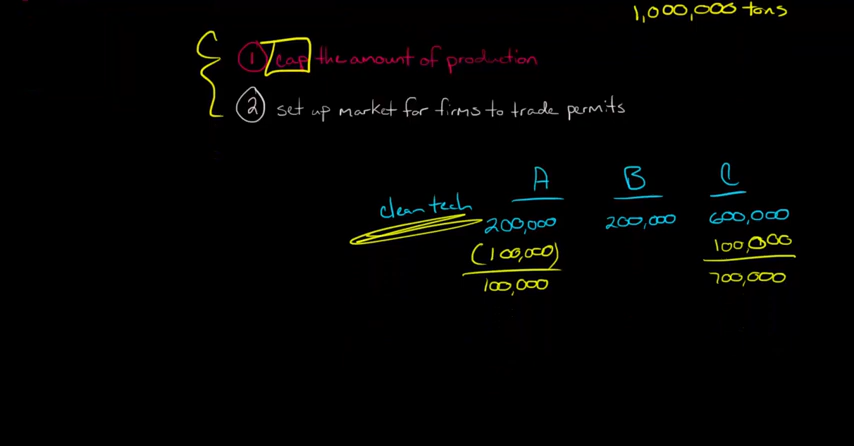 1,000,000 tons
① cap the amount of production
② set up market for firms to trade permits
A B C
clean tech 200,000 200,000 600,000
(100,000) 100,000
100,000 700,000